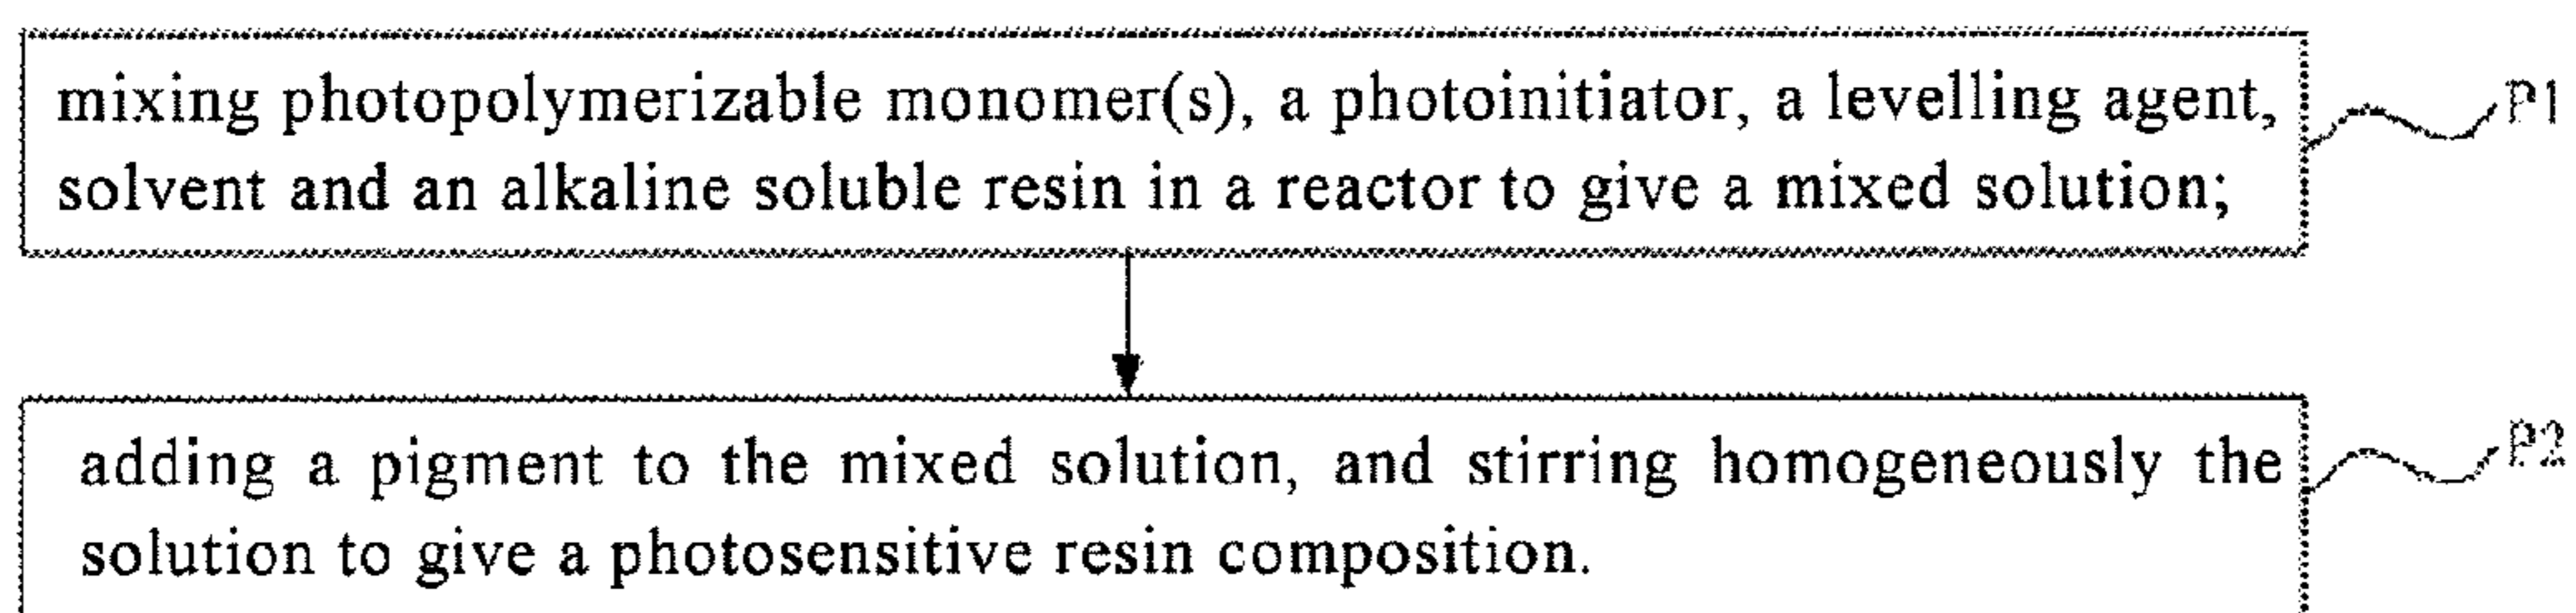 mixing photopolymerizable monomer(s), a photoinitiator, a levelling agent,
solvent and an alkaline soluble resin in a reactor to give a mixed solution;
P1
adding a pigment to the mixed solution, and stirring homogeneously the
solution to give a photosensitive resin composition.
P2